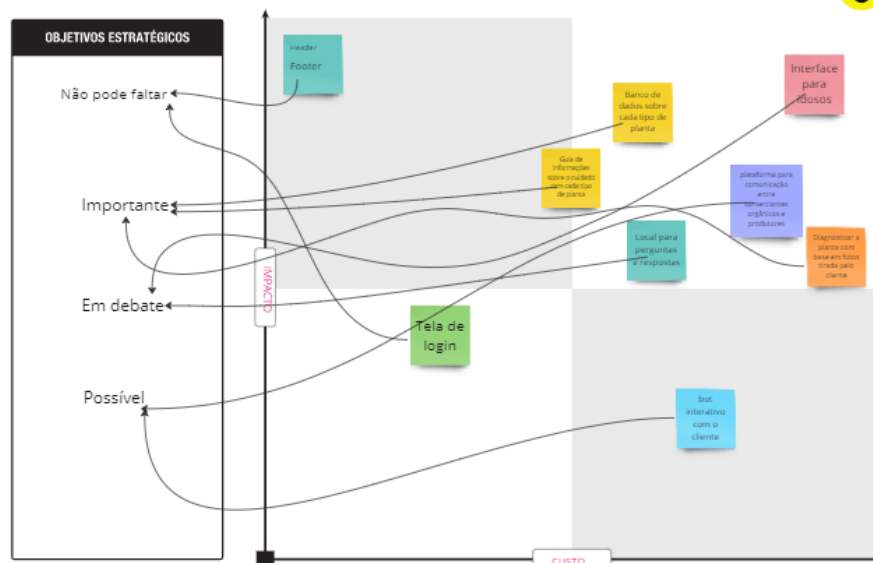 OBJETIVOS ESTRATÉGICOS
Não pode faltar
Importante
Em debate
Possível
Header
Footer
Banco de
dados sobre
cada tipo de
planta
Interface
para
idosos
Guia de
informações
sobre o cuidado
com cada tipo
de planta
plataforma para
comunicação
entre
comerciantes
orgânicos e
produtores
Local para
perguntas
e respostas
Diagnosticar a
planta com
base em fotos
tirada pelo
cliente
IMPACTO
Tela de
login
bot
interativo
com o
cliente
CUSTO